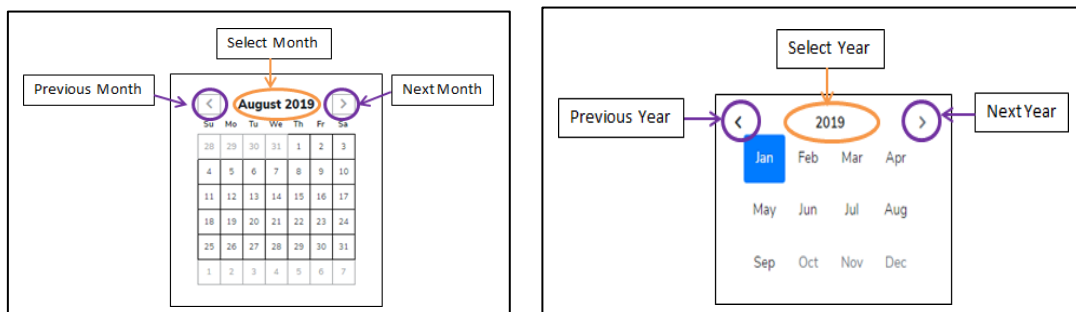 Select Month
Previous Month
Next Month
August 2019
Su Mo Tu We Th Fr Sa
28 29 30 31 1 2 3
4 5 6 7 8 9 10
11 12 13 14 15 16 17
18 19 20 21 22 23 24
25 26 27 28 29 30 31
1 2 3 4 5 6 7
Select Year
Previous Year
Next Year
2019
Jan Feb Mar Apr
May Jun Jul Aug
Sep Oct Nov Dec